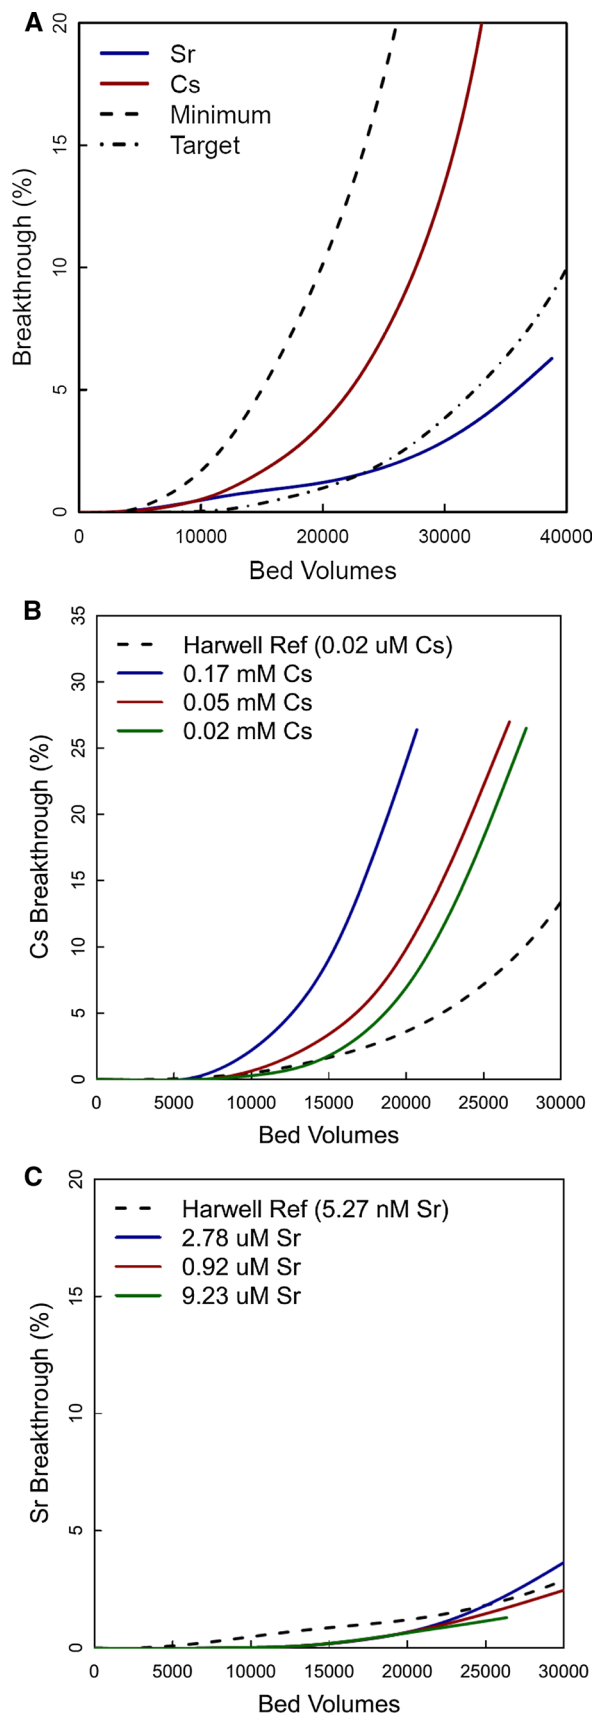 A
Breakthrough (%)
20
15
10
5
0
Sr
Cs
Minimum
Target
0 10000 20000 30000 40000
Bed Volumes
B
Cs Breakthrough (%)
35
30
25
20
15
10
5
0
Harwell Ref (0.02 uM Cs)
0.17 mM Cs
0.05 mM Cs
0.02 mM Cs
0 5000 10000 15000 20000 25000 30000
Bed Volumes
C
Sr Breakthrough (%)
20
15
10
5
0
Harwell Ref (5.27 nM Sr)
2.78 uM Sr
0.92 uM Sr
9.23 uM Sr
0 5000 10000 15000 20000 25000 30000
Bed Volumes